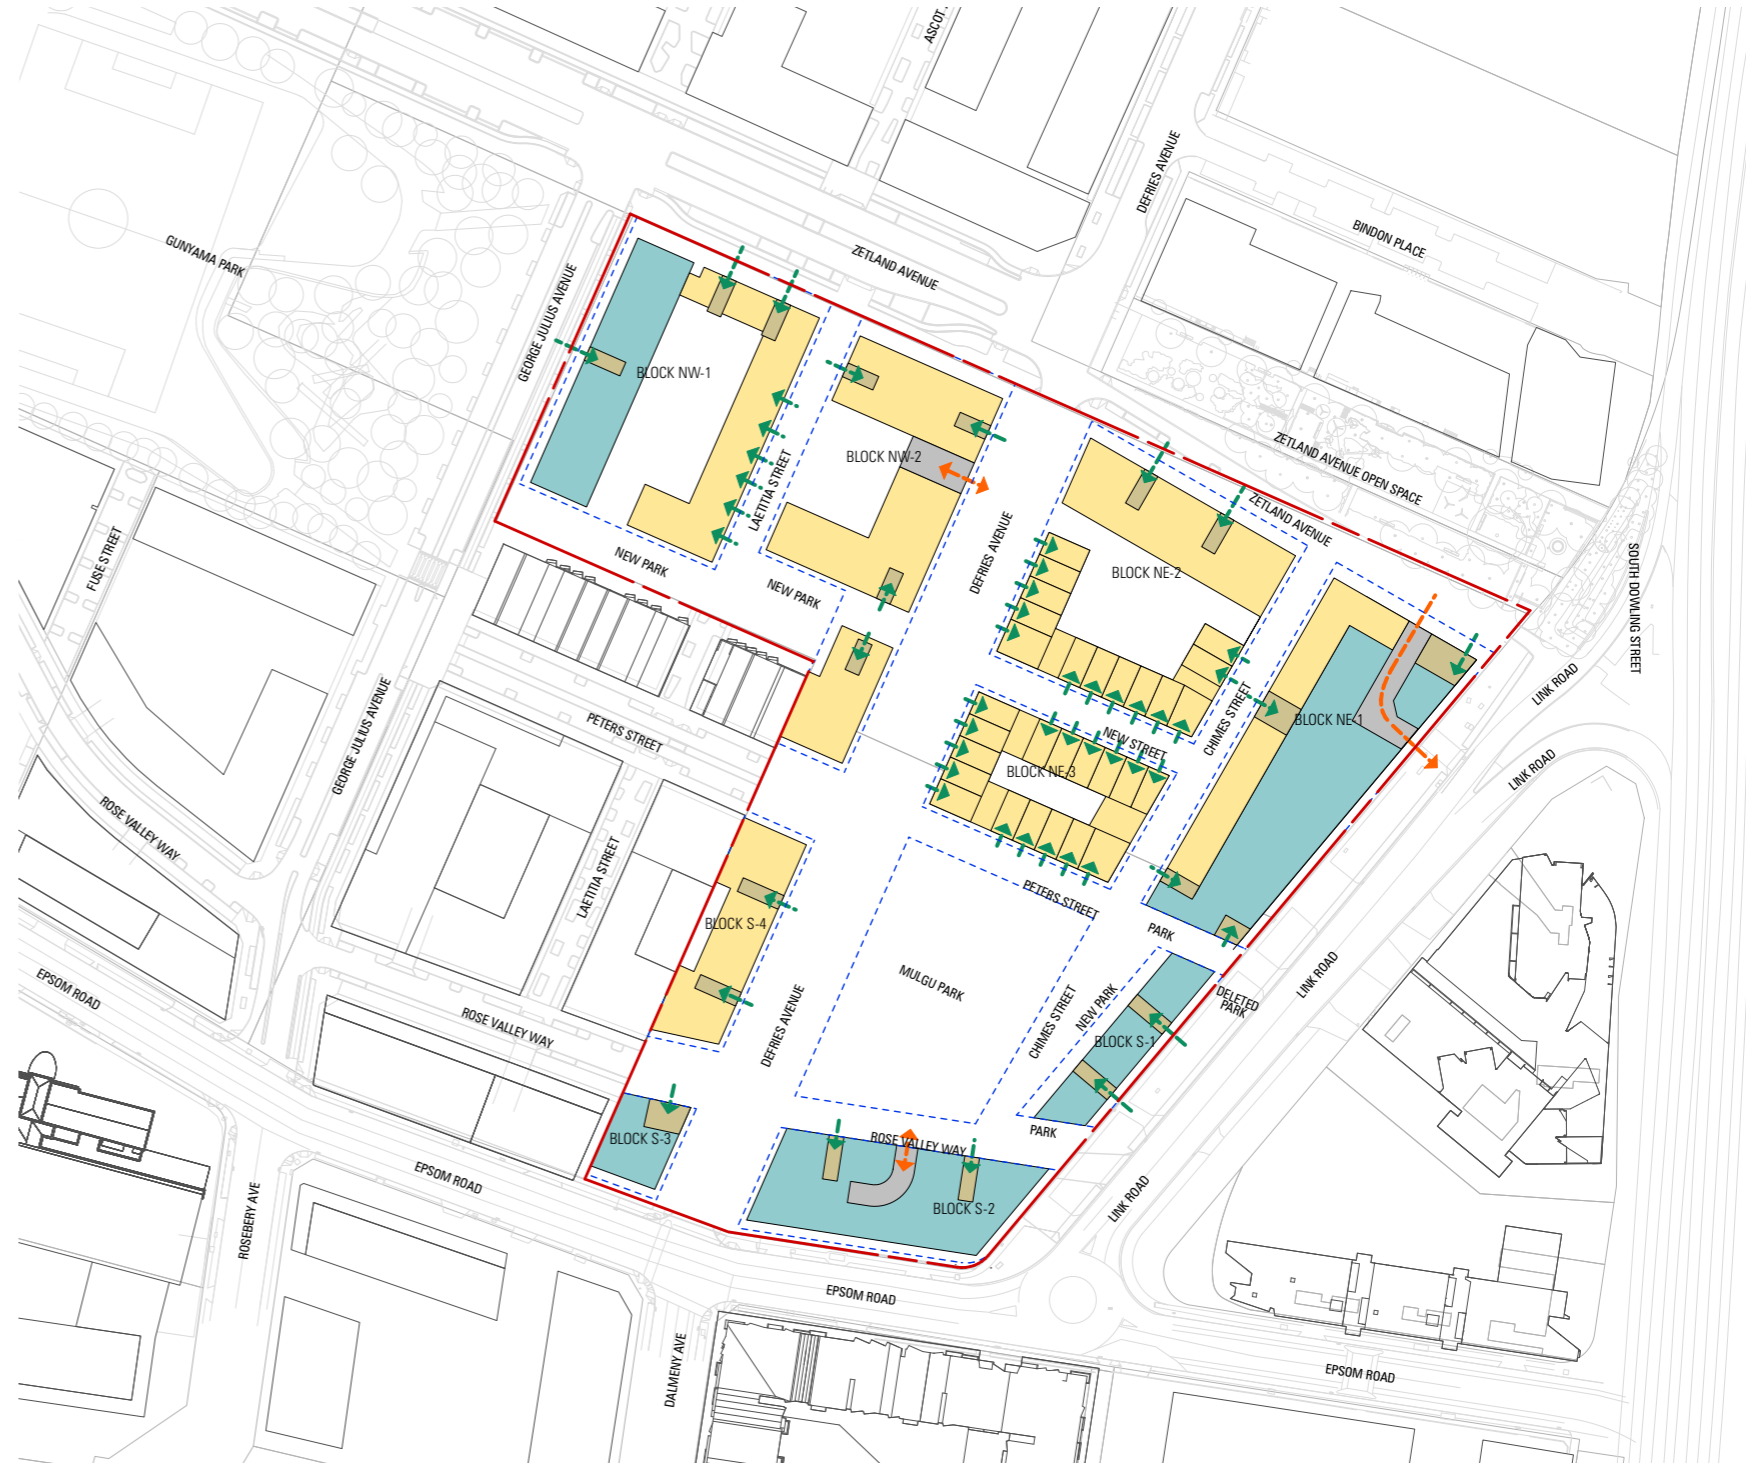 ASCOT
DEFRIES AVENUE
BINDON PLACE
GUNYAMA PARK
ZETLAND AVENUE
GEORGE JULIUS AVENUE
BLOCK NW-1
BLOCK NW-2
LAETITIA STREET
ZETLAND AVENUE OPEN SPACE
ZETLAND AVENUE
DEFRIES AVENUE
FUSE STREET
NEW PARK
NEW PARK
BLOCK NE-2
SOUTH DOWLING STREET
LINK ROAD
GEORGE JULIUS AVENUE
PETERS STREET
CHIMES STREET
BLOCK NE-1
NEW STREET
BLOCK NE-3
LINK ROAD
ROSE VALLEY WAY
LAETITIA STREET
PETERS STREET
BLOCK S-4
PARK
EPSOM ROAD
MULGU PARK
LINK ROAD
DELETED
PARK
ROSE VALLEY WAY
DEFRIES AVENUE
CHIMES STREET
NEW PARK
BLOCK S-1
BLOCK S-3
ROSE VALLEY WAY
PARK
EPSOM ROAD
ROSEBERY AVE
BLOCK S-2
LINK ROAD
EPSOM ROAD
DALMENY AVE
EPSOM ROAD